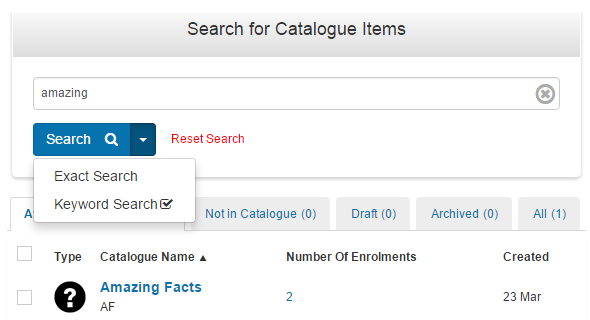 Search for Catalogue Items
amazing
Search Reset Search
Exact Search
Keyword Search
Not in Catalogue (0) Draft (0) Archived (0) All (1)
Type Catalogue Name ▲ Number Of Enrolments Created
? Amazing Facts 2 23 Mar
AF